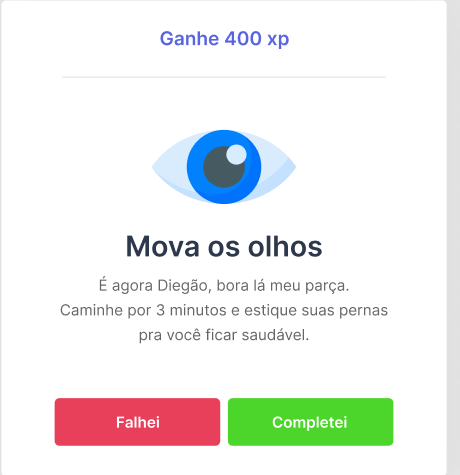 Ganhe 400 xp
Mova os olhos
É agora Diegão, bora lá meu parça.
Caminhe por 3 minutos e estique suas pernas
pra você ficar saudável.
Falhei
Completei